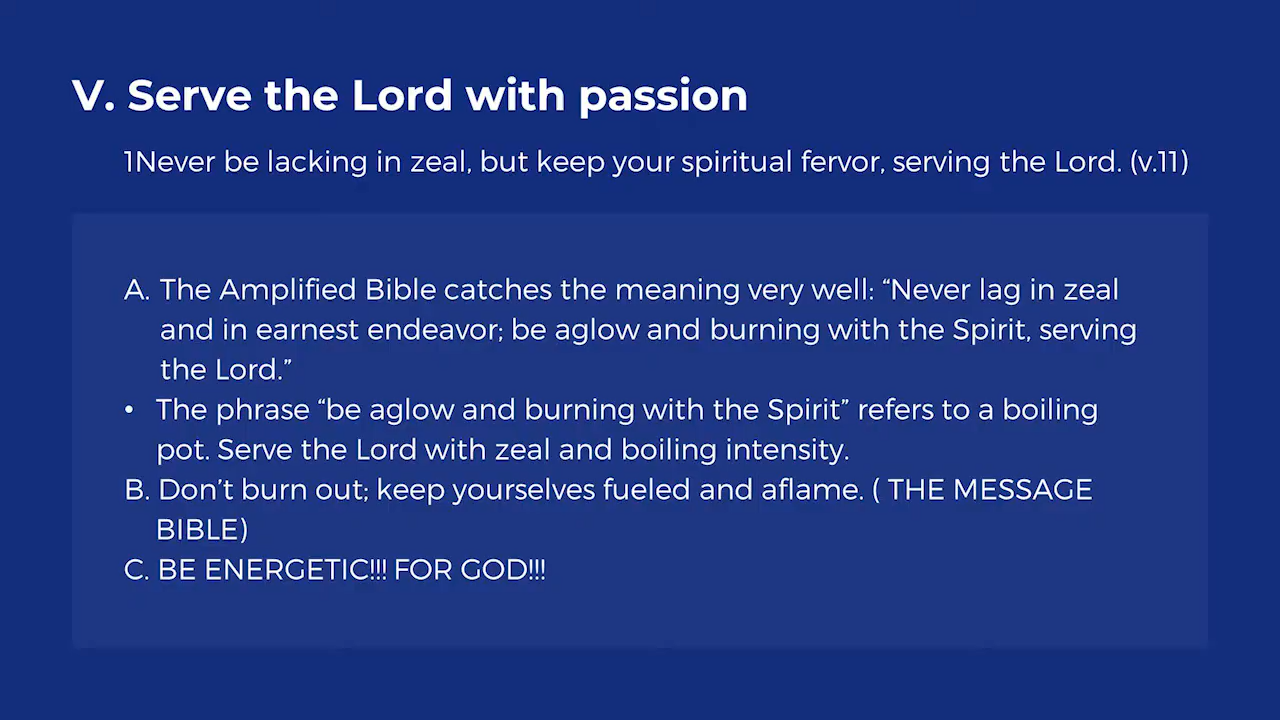 V. Serve the Lord with passion
1Never be lacking in zeal, but keep your spiritual fervor, serving the Lord. (v.11)
A. The Amplified Bible catches the meaning very well: “Never lag in zeal
and in earnest endeavor; be aglow and burning with the Spirit, serving
the Lord.”
• The phrase “be aglow and burning with the Spirit” refers to a boiling
pot. Serve the Lord with zeal and boiling intensity.
B. Don’t burn out; keep yourselves fueled and aflame. ( THE MESSAGE
BIBLE)
C. BE ENERGETIC!!! FOR GOD!!!